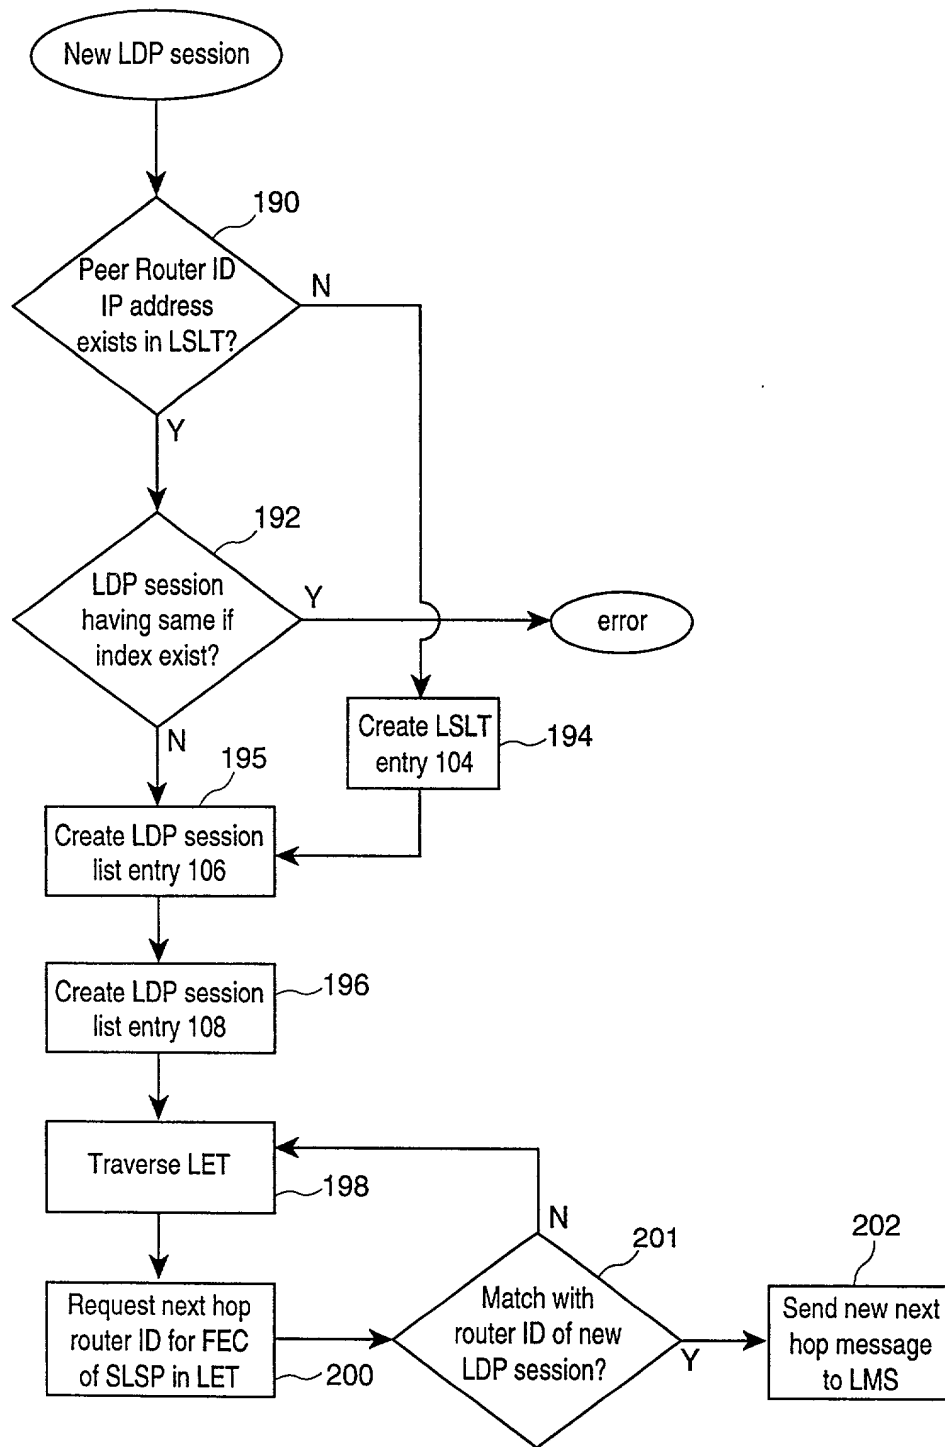 New LDP session
190
Peer Router ID
IP address
exists in LSLT?
N
Y
192
LDP session
having same if
index exist?
Y
error
N
Create LSLT
entry 104
194
195
Create LDP session
list entry 106
Create LDP session
list entry 108
196
Traverse LET
198
N
201
202
Request next hop
router ID for FEC
of SLSP in LET
200
Match with
router ID of new
LDP session?
Y
Send new next
hop message
to LMS